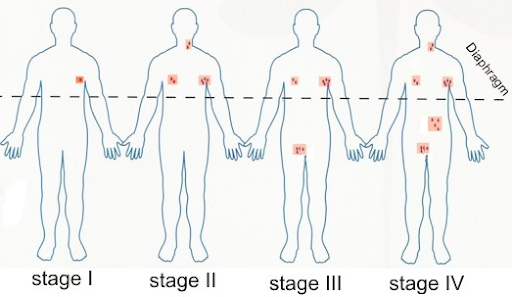 Diaphragm
stage I
stage II
stage III
stage IV